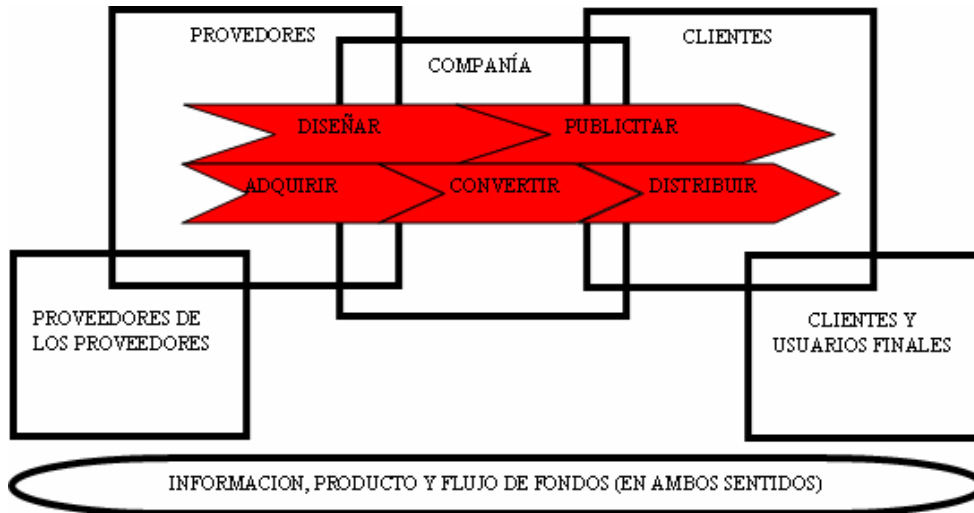 PROVEDORES
CLIENTES
COMPANÍA
DISEÑAR
PUBLICITAR
ADQUIRIR
CONVERTIR
DISTRIBUIR
PROVEEDORES DE
LOS PROVEEDORES
CLIENTES Y
USUARIOS FINALES
INFORMACION, PRODUCTO Y FLUJO DE FONDOS (EN AMBOS SENTIDOS)